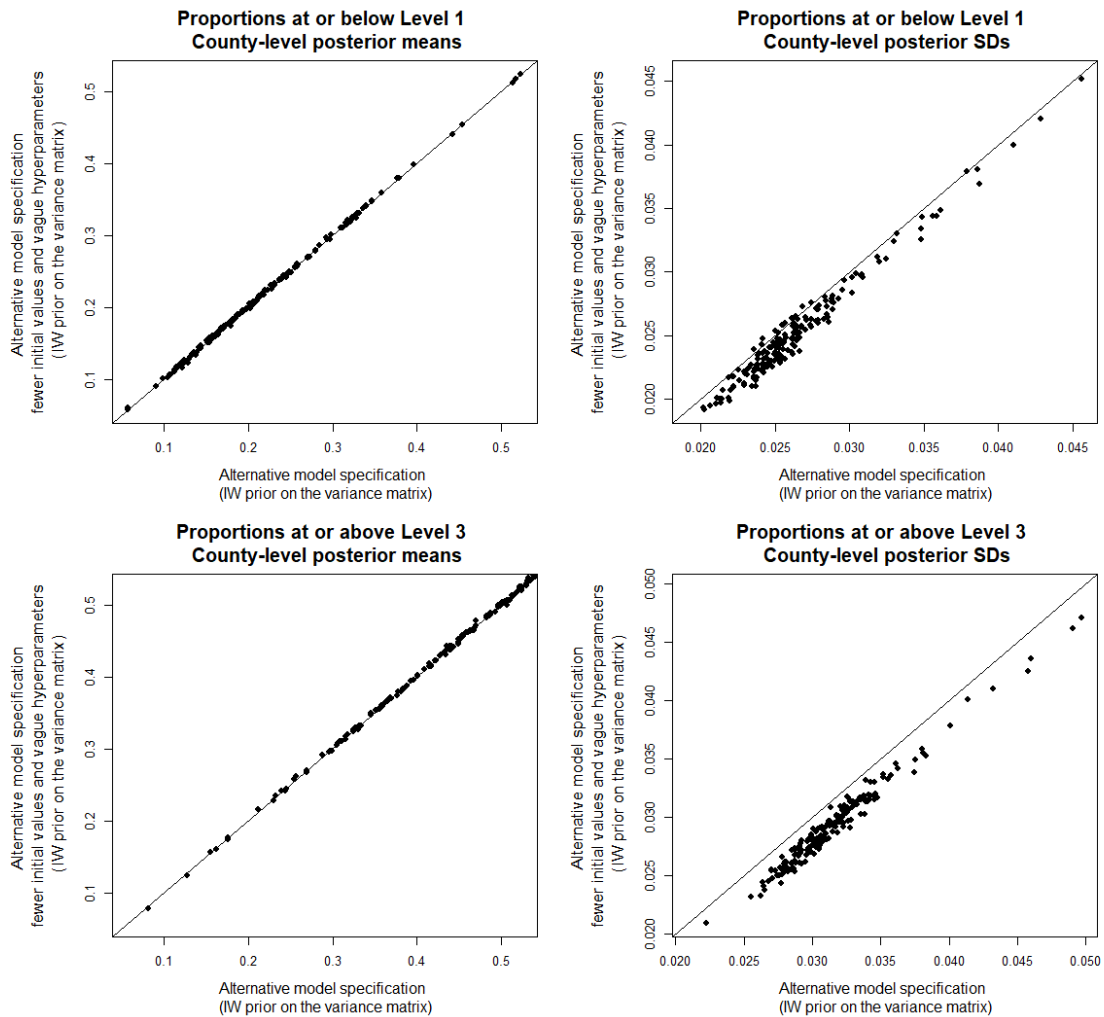 Proportions at or below Level 1
County-level posterior means
Alternative model specification
fewer initial values and vague hyperparameters
(IW prior on the variance matrix)
0.5
0.4
0.3
0.2
0.1
0.1 0.2 0.3 0.4 0.5
Alternative model specification
(IW prior on the variance matrix)
Proportions at or below Level 1
County-level posterior SDs
Alternative model specification
fewer initial values and vague hyperparameters
(IW prior on the variance matrix)
0.045
0.040
0.035
0.030
0.025
0.020
0.020 0.025 0.030 0.035 0.040 0.045
Alternative model specification
(IW prior on the variance matrix)
Proportions at or above Level 3
County-level posterior means
Alternative model specification
fewer initial values and vague hyperparameters
(IW prior on the variance matrix)
0.5
0.4
0.3
0.2
0.1
0.1 0.2 0.3 0.4 0.5
Alternative model specification
(IW prior on the variance matrix)
Proportions at or above Level 3
County-level posterior SDs
Alternative model specification
fewer initial values and vague hyperparameters
(IW prior on the variance matrix)
0.050
0.045
0.040
0.035
0.030
0.025
0.020
0.020 0.025 0.030 0.035 0.040 0.045 0.050
Alternative model specification
(IW prior on the variance matrix)